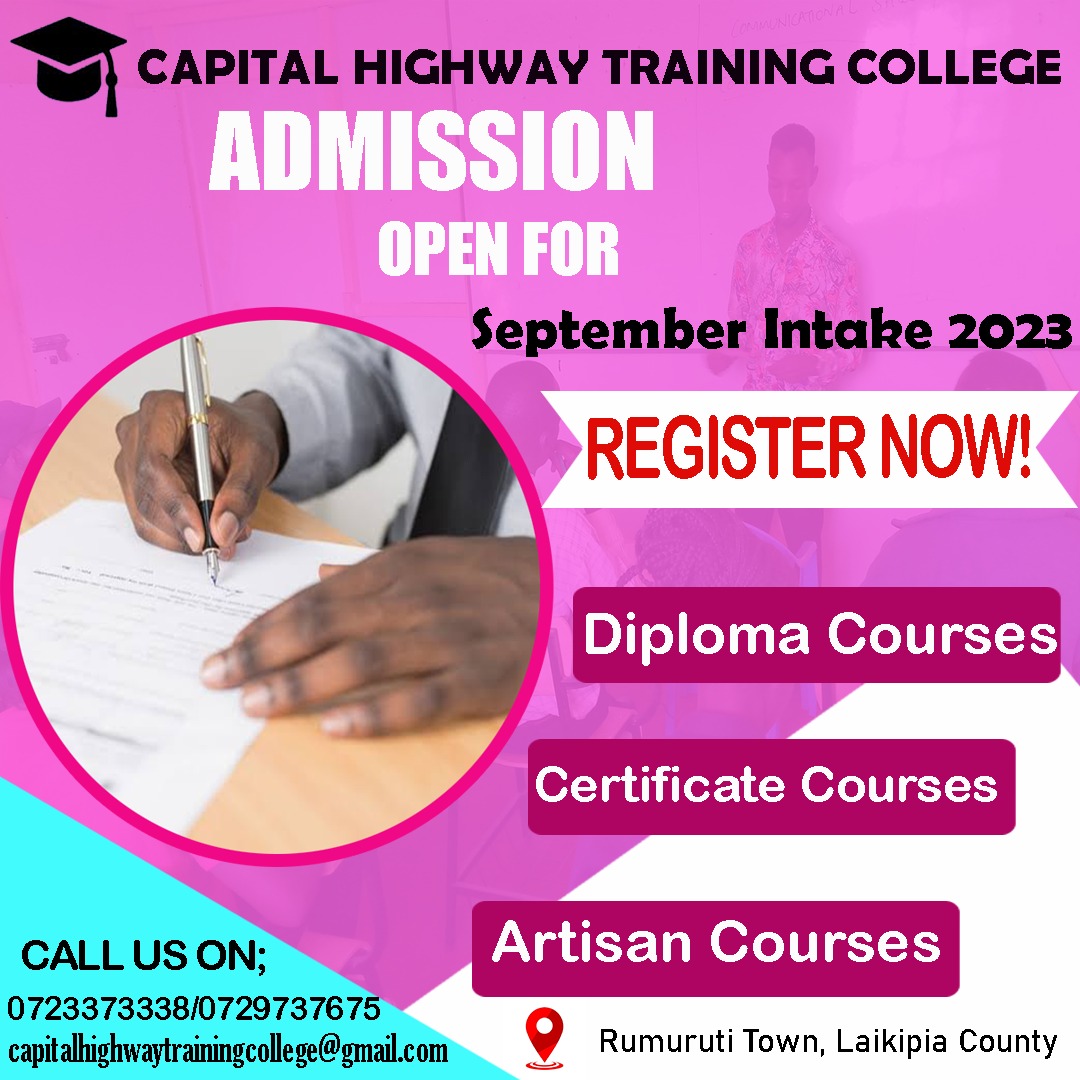 CAPITAL HIGHWAY TRAINING COLLEGE
ADMISSION
OPEN FOR
September Intake 2023
REGISTER NOW!
Diploma Courses
Certificate Courses
Artisan Courses
CALL US ON;
0723373338/0729737675
capitalhighwaytrainingcollege@gmail.com
Rumuruti Town, Laikipia County